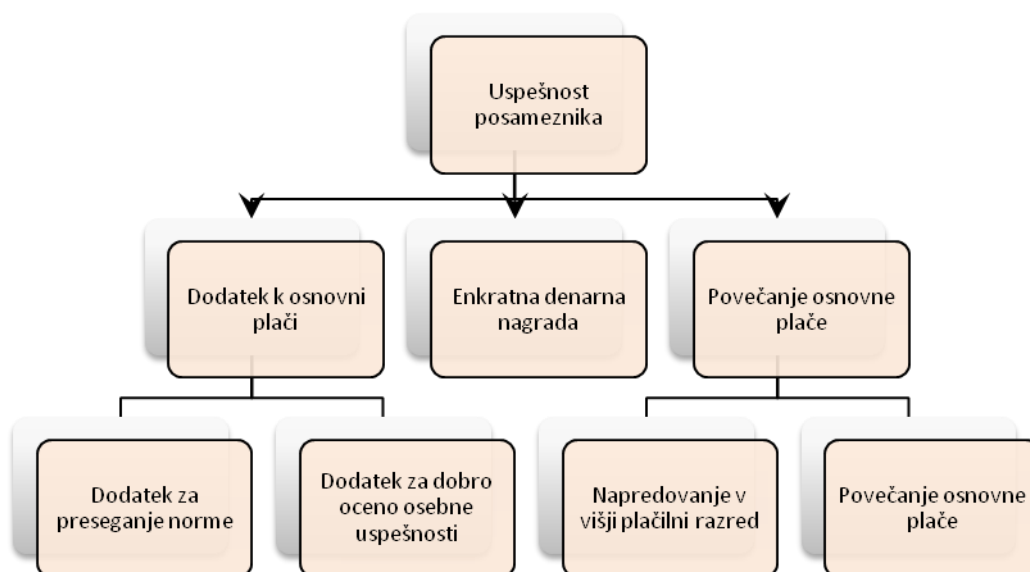 Uspešnost
posameznika
Dodatek k osnovni
plači
Enkratna denarna
nagrada
Povečanje osnovne
plače
Dodatek za
preseganje norme
Dodatek za dobro
oceno osebne
uspešnosti
Napredovanje v
višji plačilni razred
Povečanje osnovne
plače